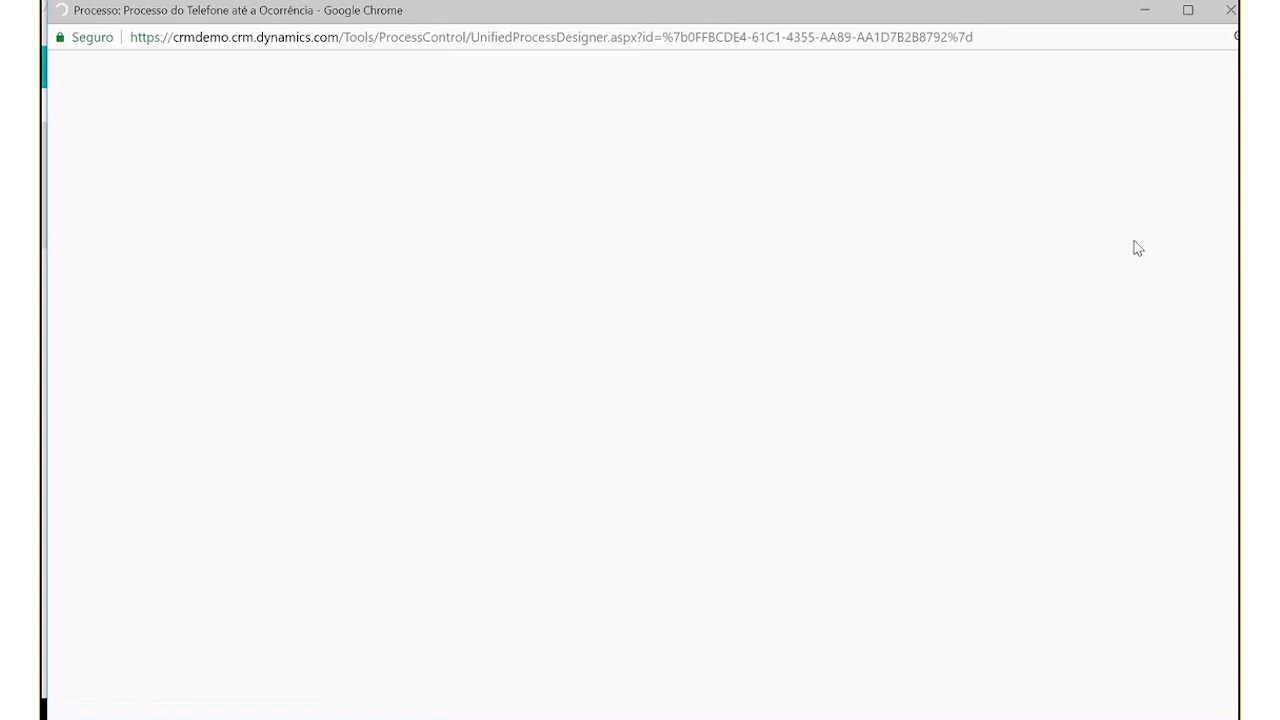 Processo: Processo do Telefone até a Ocorrência - Google Chrome
Seguro https://crmdemo.crm.dynamics.com/Tools/ProcessControl/UnifiedProcessDesigner.aspx?id=%7b0FFBCDE4-61C1-4355-AA89-AA1D7B2B8792%7d